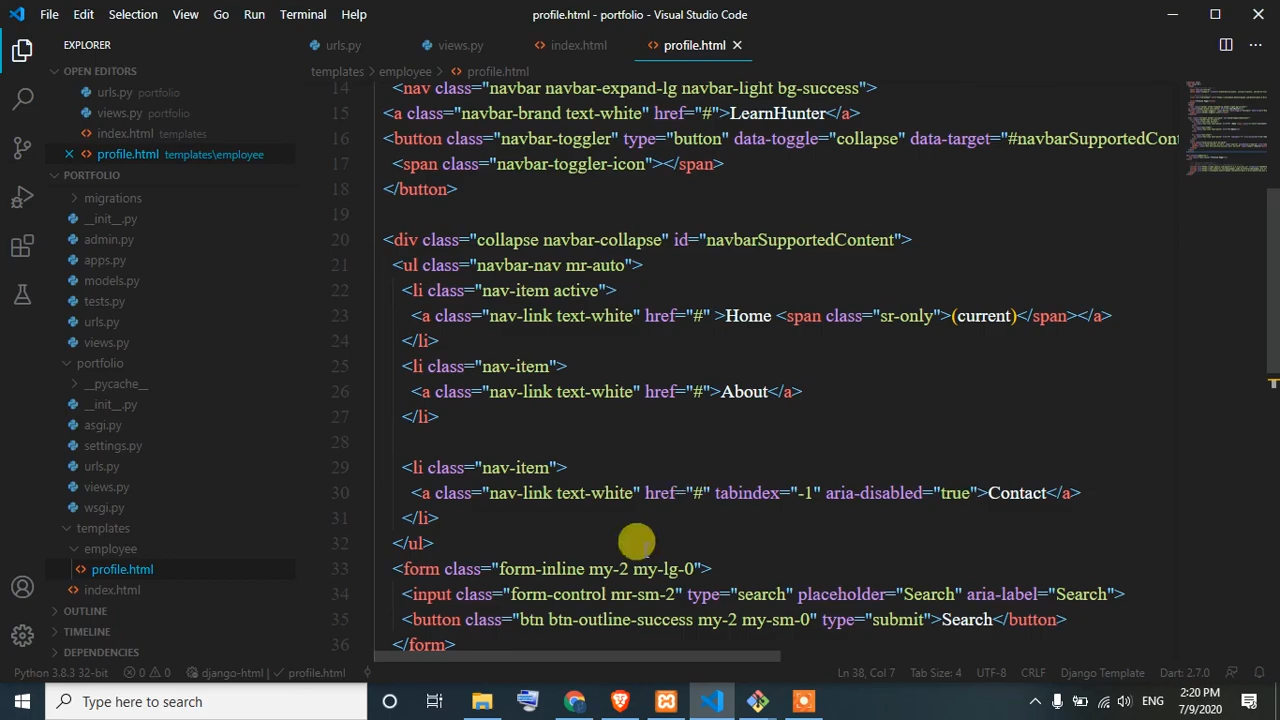 File Edit Selection View Go Run Terminal Help
profile.html - portfolio - Visual Studio Code
EXPLORER
urls.py views.py index.html profile.html
OPEN EDITORS
urls.py portfolio
views.py portfolio
index.html templates
profile.html templates\employee
PORTFOLIO
migrations
__init__.py
admin.py
apps.py
models.py
tests.py
urls.py
views.py
portfolio
__pycache__
__init__.py
asgi.py
settings.py
urls.py
views.py
wsgi.py
templates
employee
profile.html
index.html
OUTLINE
TIMELINE
DEPENDENCIES
templates > employee > profile.html
14 <nav class="navbar navbar-expand-lg navbar-light bg-success">
15 <a class="navbar-brand text-white" href="#">LearnHunter</a>
16 <button class="navbar-toggler" type="button" data-toggle="collapse" data-target="#navbarSupportedCont
17 <span class="navbar-toggler-icon"></span>
18 </button>
19
20 <div class="collapse navbar-collapse" id="navbarSupportedContent">
21 <ul class="navbar-nav mr-auto">
22 <li class="nav-item active">
23 <a class="nav-link text-white" href="#" >Home <span class="sr-only">(current)</span></a>
24 </li>
25 <li class="nav-item">
26 <a class="nav-link text-white" href="#">About</a>
27 </li>
28
29 <li class="nav-item">
30 <a class="nav-link text-white" href="#" tabindex="-1" aria-disabled="true">Contact</a>
31 </li>
32 </ul>
33 <form class="form-inline my-2 my-lg-0">
34 <input class="form-control mr-sm-2" type="search" placeholder="Search" aria-label="Search">
35 <button class="btn btn-outline-success my-2 my-sm-0" type="submit">Search</button>
36 </form>
Python 3.8.3 32-bit 0 0 django-html | profile.html Ln 38, Col 7 Tab Size: 4 UTF-8 CRLF Django Template Dart: 2.7.0
Type here to search
ENG
2:20 PM
7/9/2020